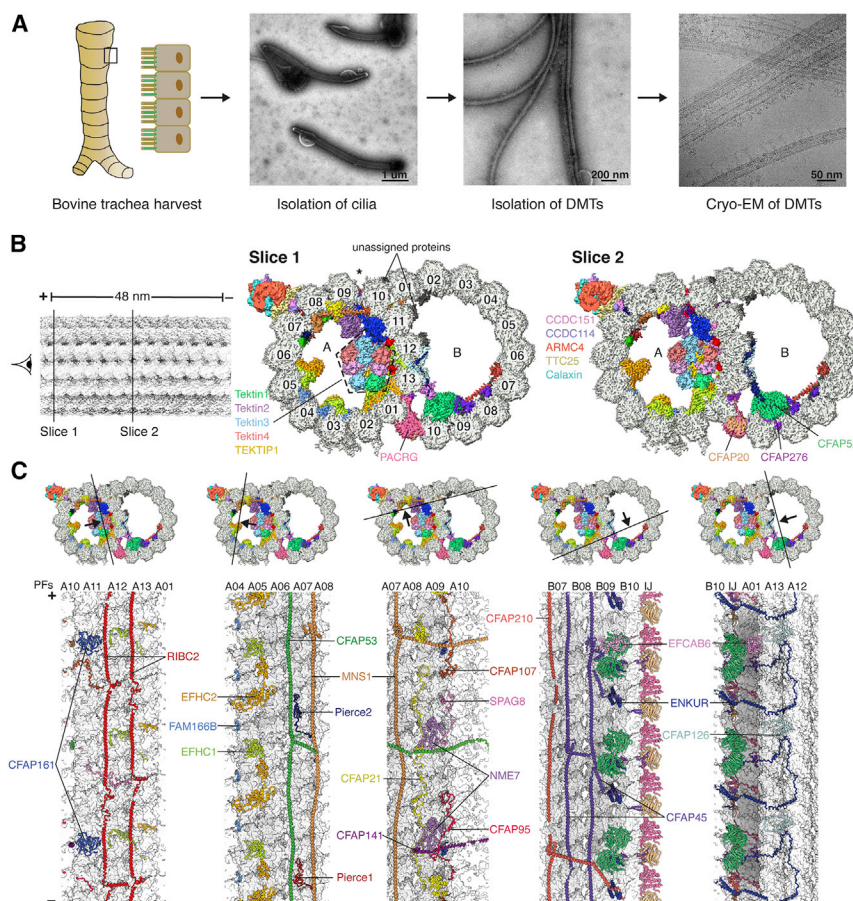 A
1 um
200 nm
50 nm
Bovine trachea harvest
Isolation of cilia
Isolation of DMTs
Cryo-EM of DMTs
B
+ 48 nm –
Slice 1
Slice 2
Slice 1
unassigned proteins
*
01
02
03
04
05
06
07
08
09
10
11
12
13
01
02
03
04
05
06
07
08
09
10
A
B
Tektin1
Tektin2
Tektin3
Tektin4
TEKTIP1
PACRG
Slice 2
CCDC151
CCDC114
ARMC4
TTC25
Calaxin
A
B
CFAP20
CFAP276
CFAP5
C
PFs
A10 A11 A12 A13 A01
A04 A05 A06 A07 A08
A07 A08 A09 A10
B07 B08 B09 B10 IJ
B10 IJ A01 A13 A12
+
RIBC2
CFAP161
CFAP53
MNS1
EFHC2
Pierce2
FAM166B
EFHC1
CFAP21
CFAP141
Pierce1
CFAP210
CFAP107
SPAG8
NME7
CFAP95
EFCAB6
ENKUR
CFAP126
CFAP45
–